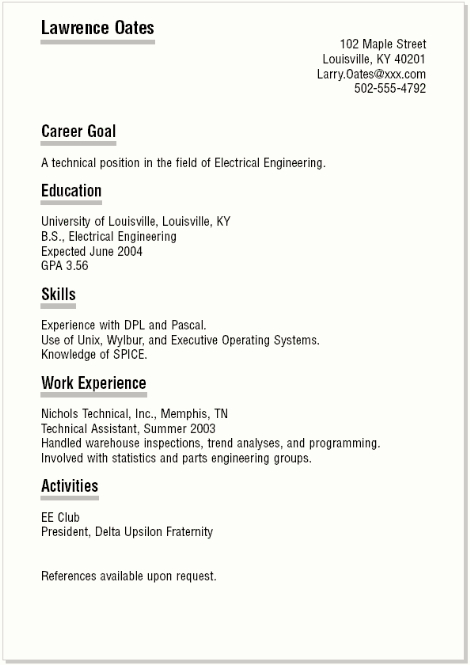 Lawrence Oates
102 Maple Street
Louisville, KY 40201
Larry.Oates@xxx.com
502-555-4792
Career Goal
A technical position in the field of Electrical Engineering.
Education
University of Louisville, Louisville, KY
B.S., Electrical Engineering
Expected June 2004
GPA 3.56
Skills
Experience with DPL and Pascal.
Use of Unix, Wylbur, and Executive Operating Systems.
Knowledge of SPICE.
Work Experience
Nichols Technical, Inc., Memphis, TN
Technical Assistant, Summer 2003
Handled warehouse inspections, trend analyses, and programming.
Involved with statistics and parts engineering groups.
Activities
EE Club
President, Delta Upsilon Fraternity
References available upon request.